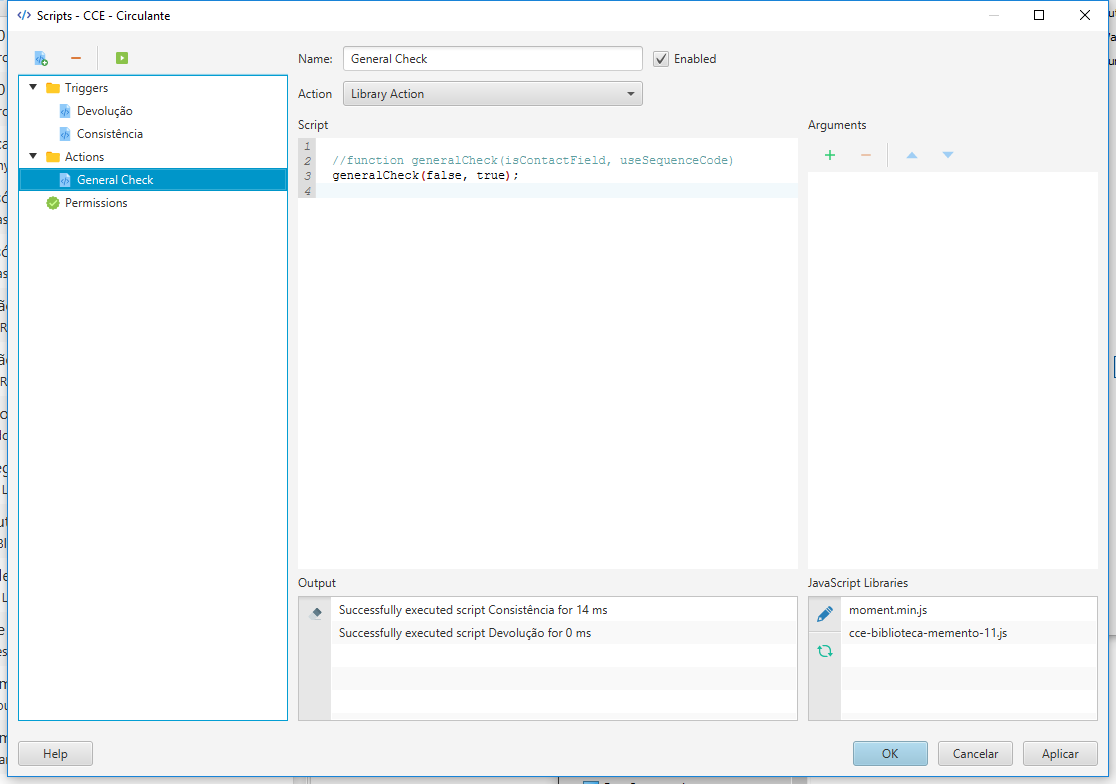 Scripts - CCE - Circulante
Name:
General Check
Enabled
Triggers
Devolução
Consistência
Actions
General Check
Permissions
Action
Library Action
Script
1
2 //function generalCheck(isContactField, useSequenceCode)
3 generalCheck(false, true);
4
Arguments
Output
Successfully executed script Consistência for 14 ms
Successfully executed script Devolução for 0 ms
JavaScript Libraries
moment.min.js
cce-biblioteca-memento-11.js
Help
OK
Cancelar
Aplicar